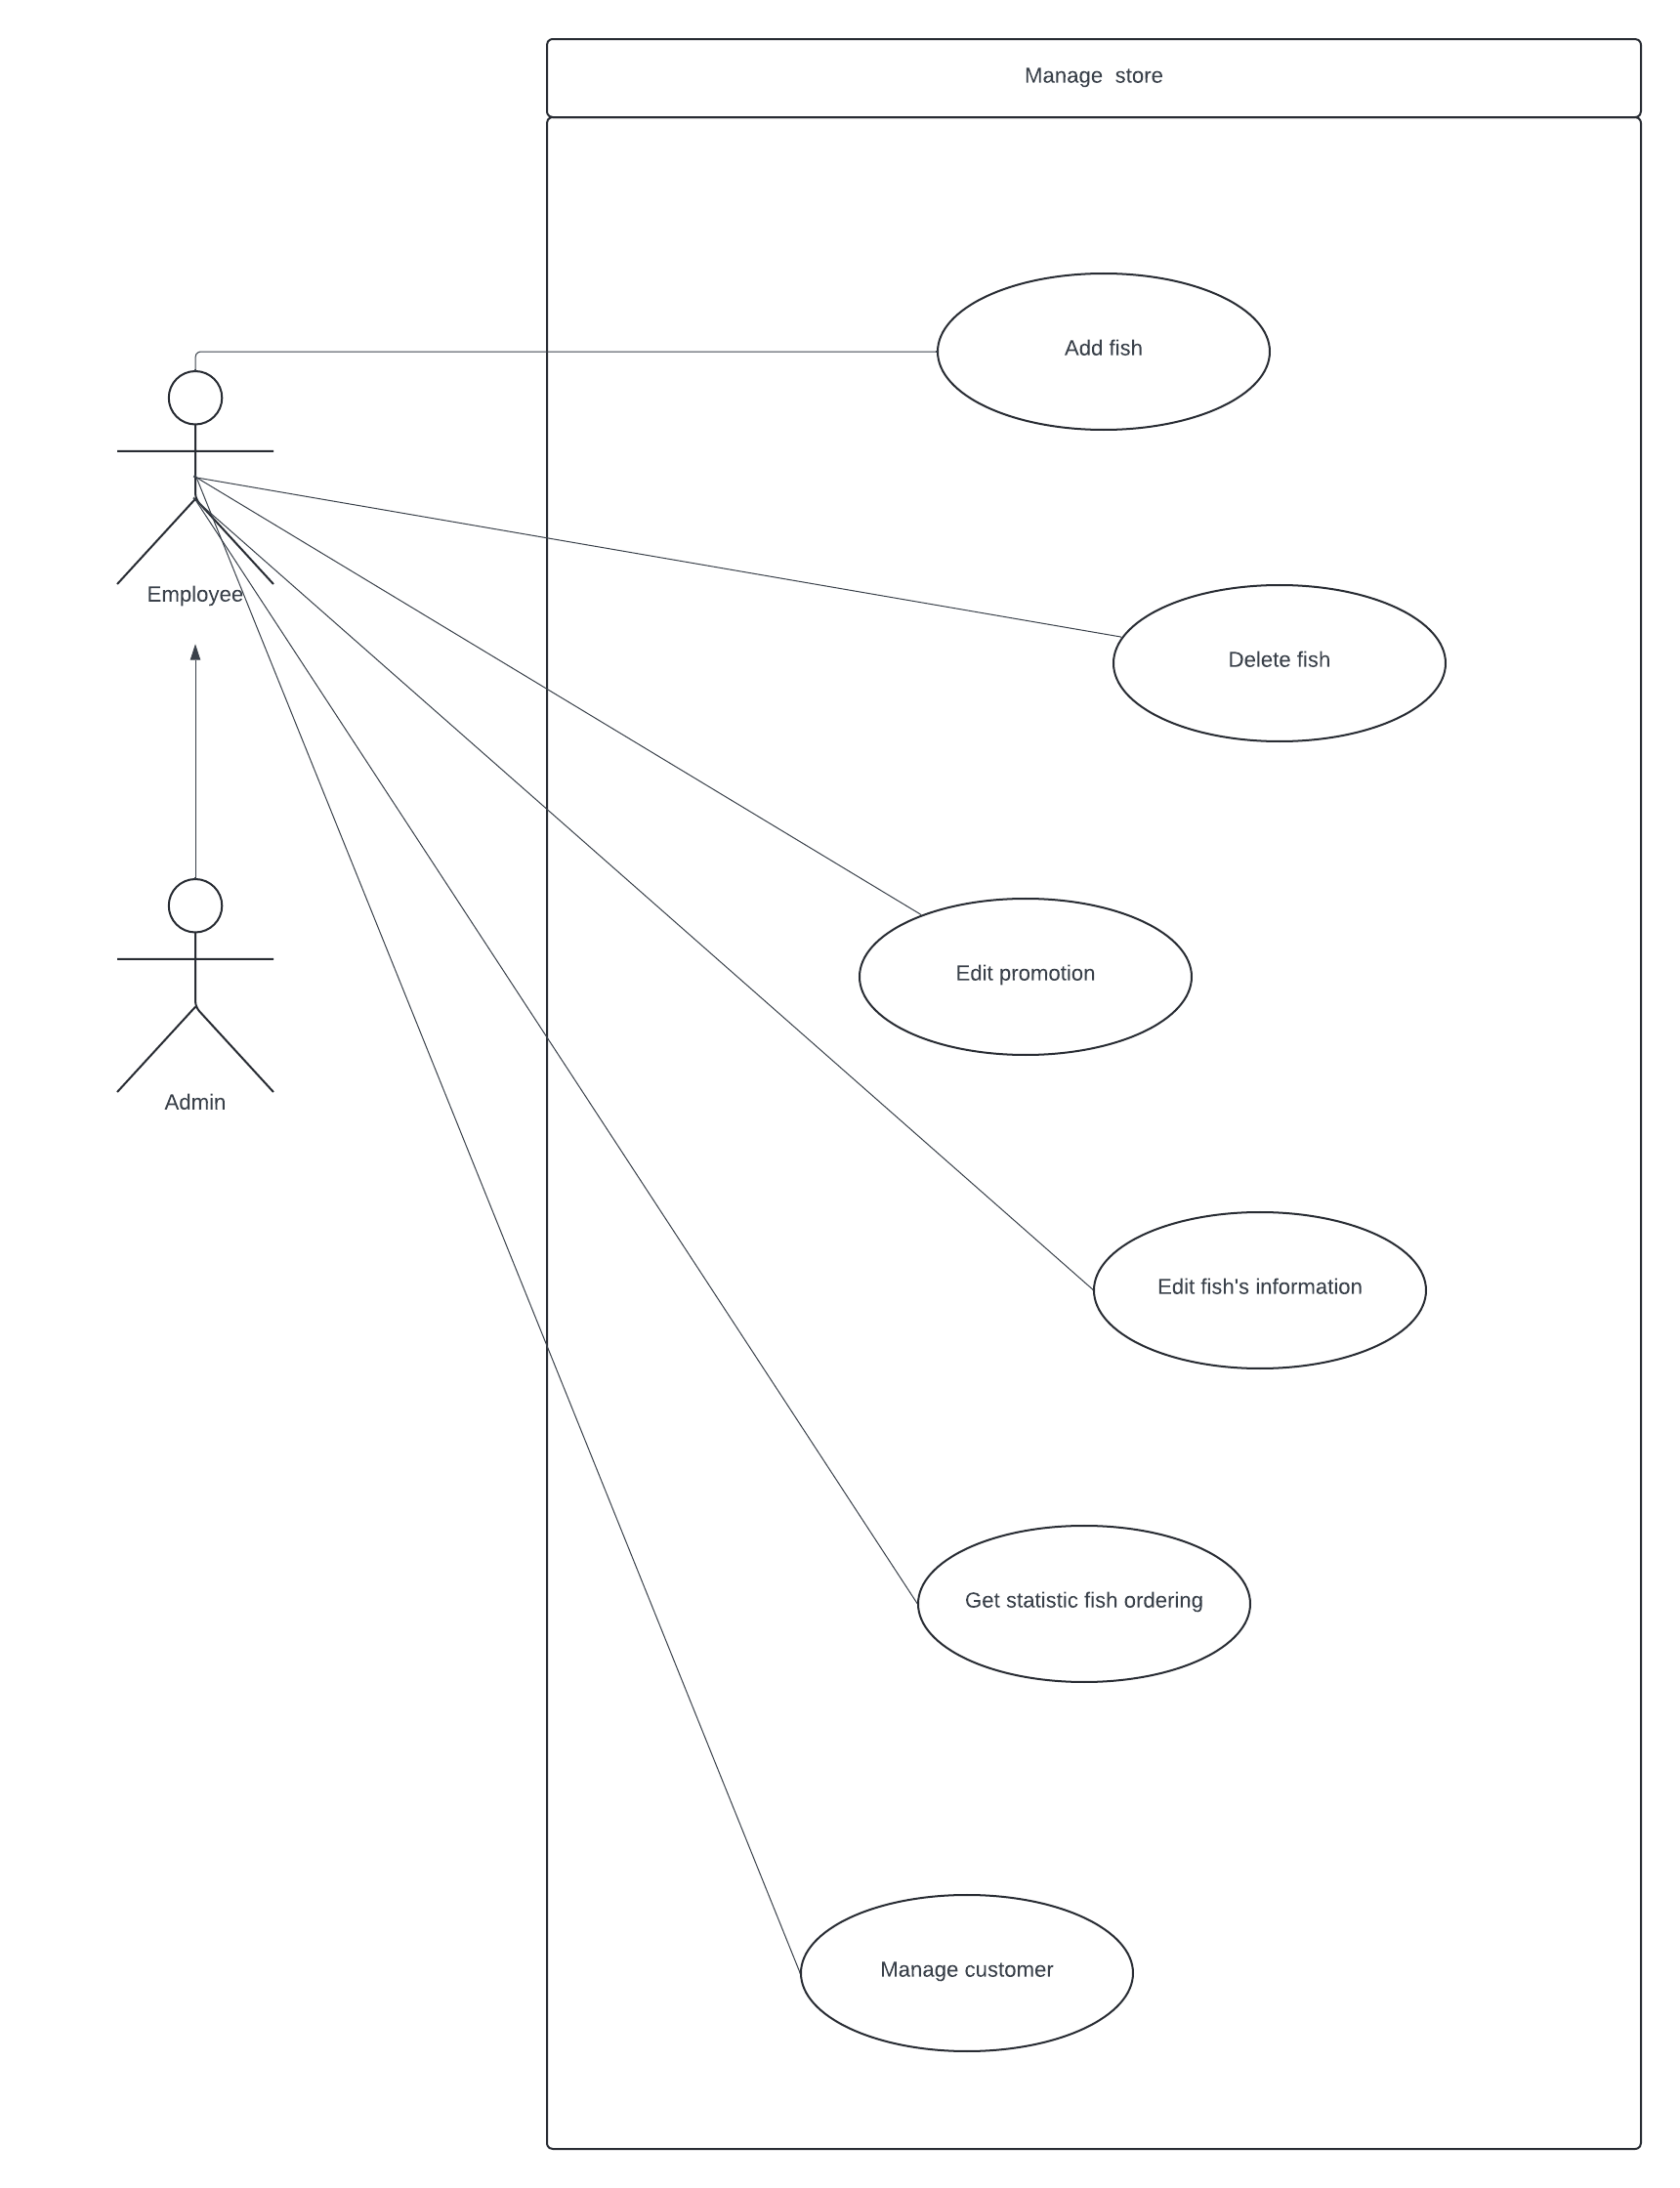 Manage  store
Add fish
Employee
Delete fish
Edit promotion
Admin
Edit fish's information
Get statistic fish ordering
Manage customer